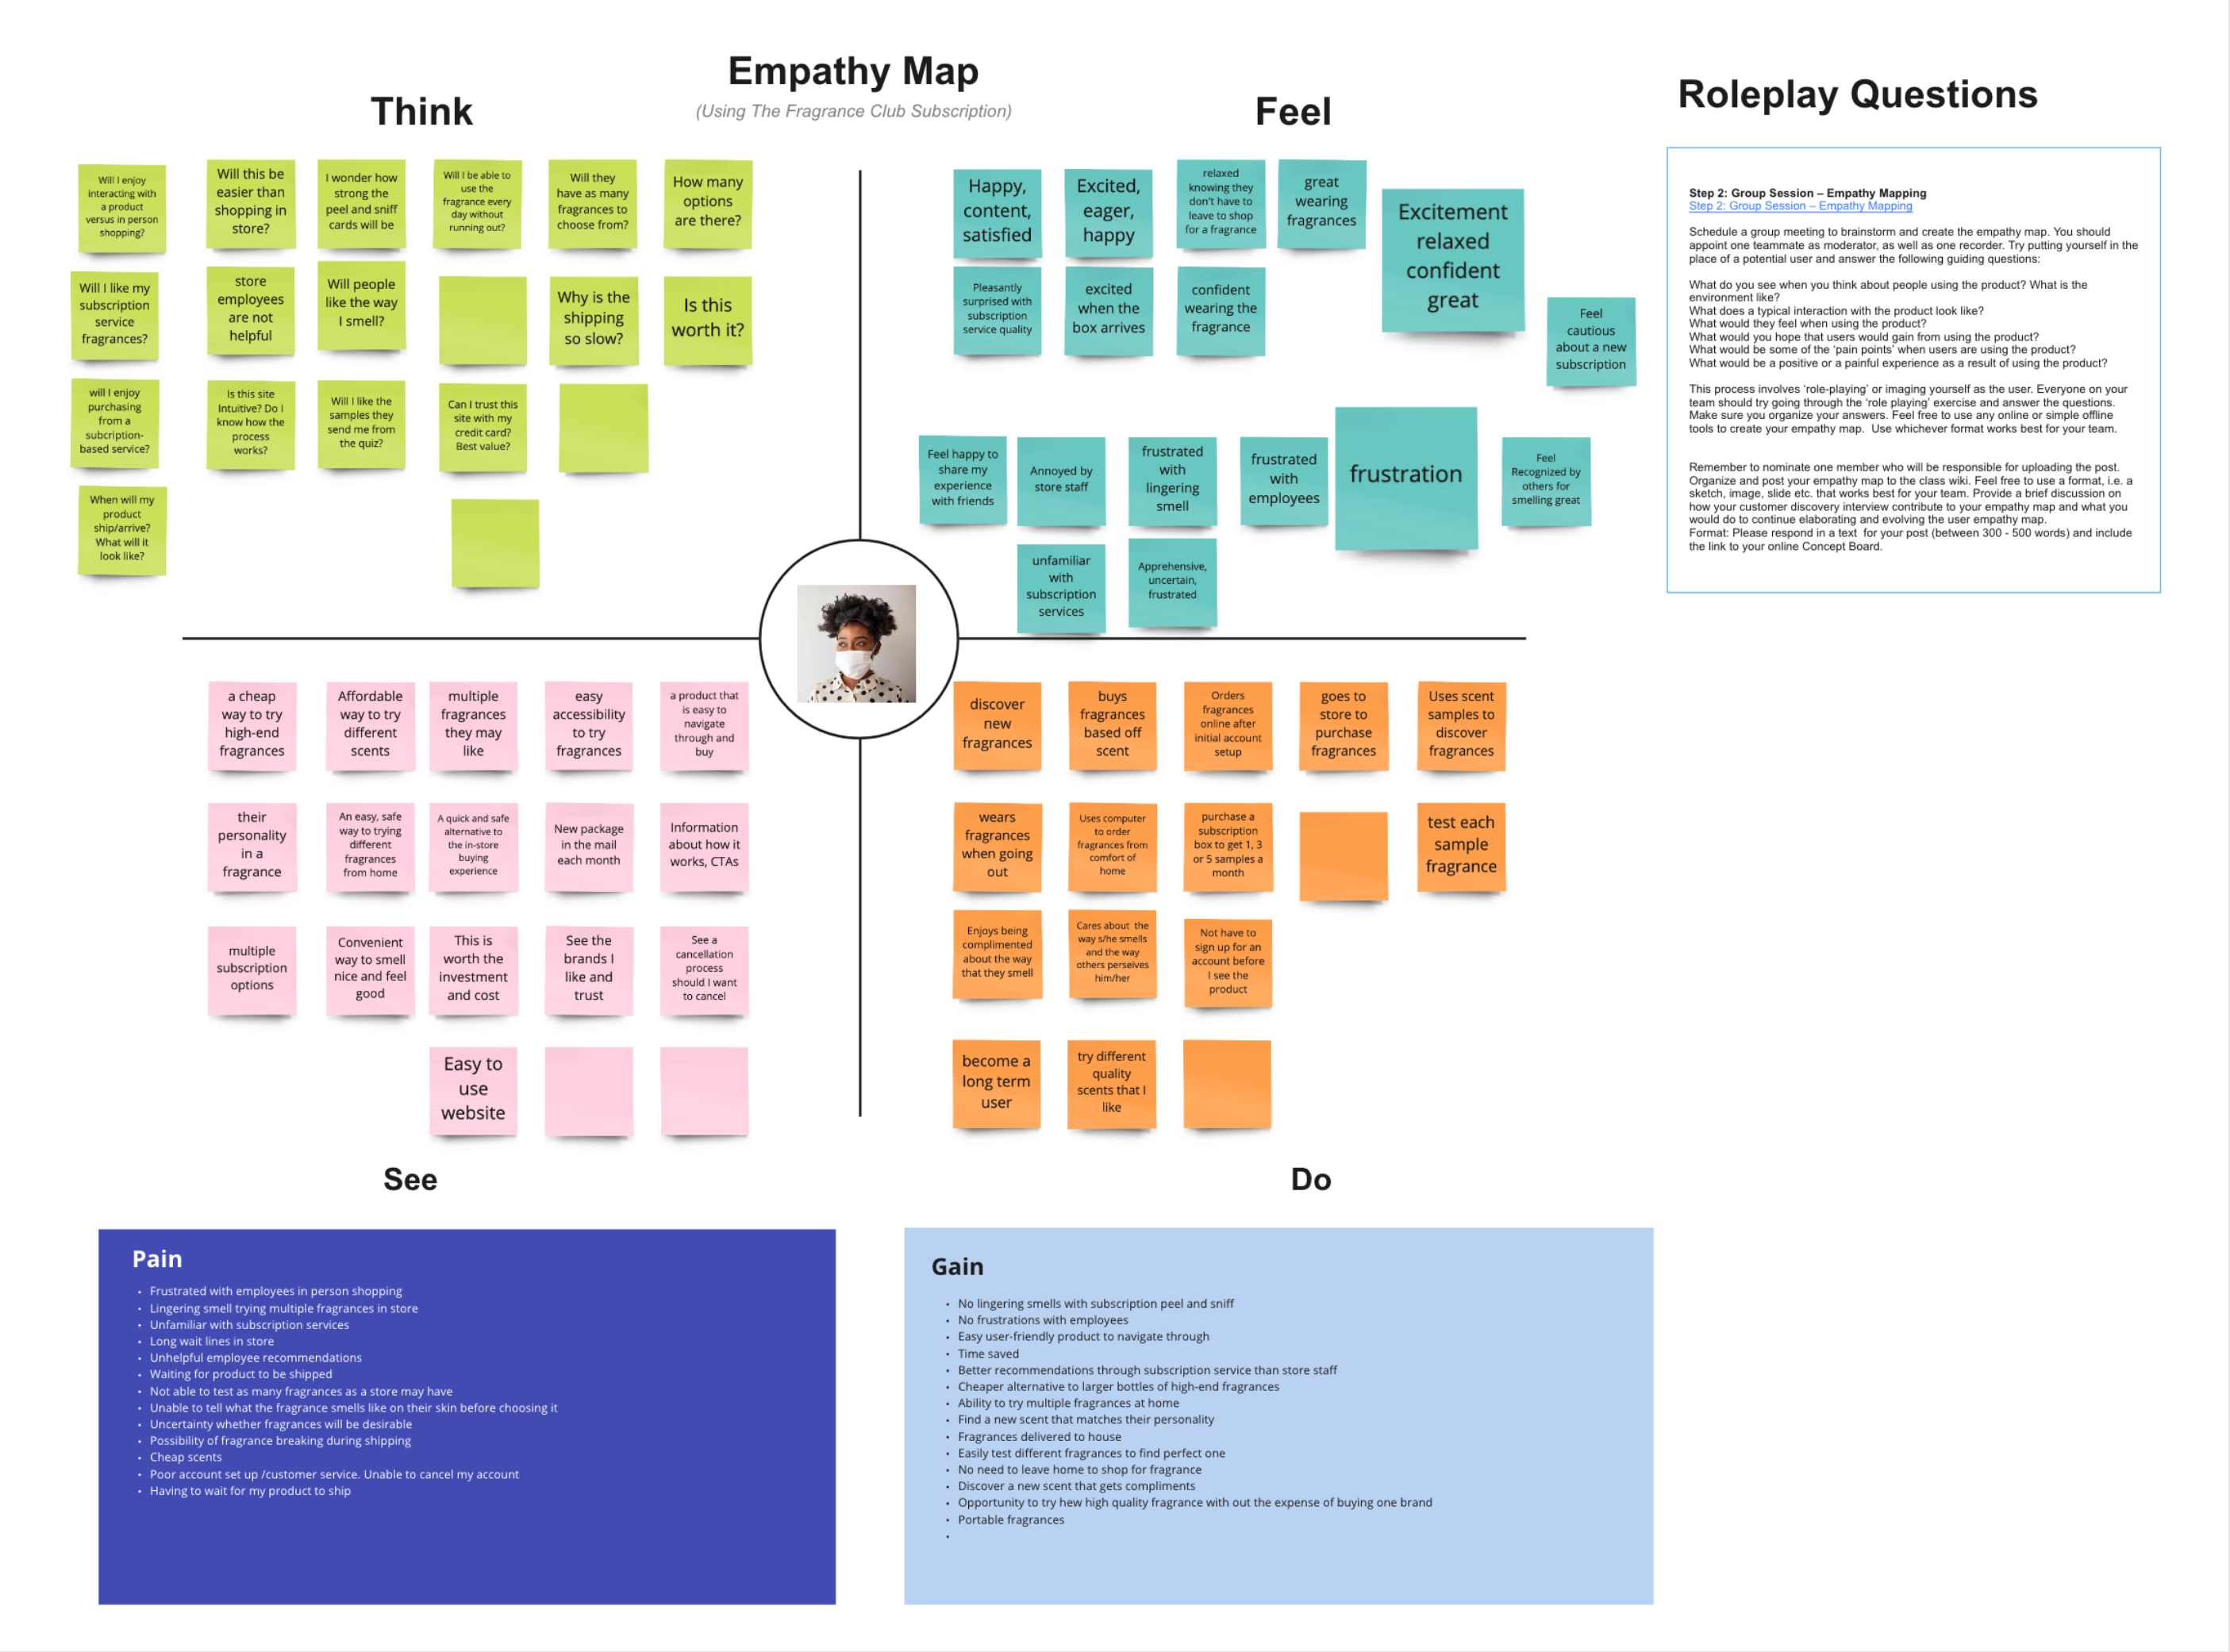 Empathy Map
(Using The Fragrance Club Subscription)
Think
Will I enjoy
interacting with
a product
versus in person
shopping?
Will this be
easier than
shopping in
store?
I wonder how
strong the
peel and sniff
cards will be
Will I be able to
use the
fragrance every
day without
running out?
Will they
have as many
fragrances to
choose from?
How many
options
are there?
Will I like my
subscription
service
fragrances?
store
employees
are not
helpful
Will people
like the way
I smell?
Why is the
shipping
so slow?
Is this
worth it?
will I enjoy
purchasing
from a
subcription-
based service?
Is this site
Intuitive? Do I
know how the
process
works?
Will I like the
samples they
send me from
the quiz?
Can I trust this
site with my
credit card?
Best value?
When will my
product
ship/arrive?
What will it
look like?
Feel
Happy,
content,
satisfied
Excited,
eager,
happy
relaxed
knowing they
don't have to
leave to shop
for a fragrance
great
wearing
fragrances
Excitement
relaxed
confident
great
Pleasantly
surprised with
subscription
service quality
excited
when the
box arrives
confident
wearing the
fragrance
Feel
cautious
about a new
subscription
Feel happy to
share my
experience
with friends
Annoyed by
store staff
frustrated
with
lingering
smell
frustrated
with
employees
frustration
Feel
Recognized by
others for
smelling great
unfamiliar
with
subscription
services
Apprehensive,
uncertain,
frustrated
Roleplay Questions
Step 2: Group Session – Empathy Mapping
Step 2: Group Session – Empathy Mapping
Schedule a group meeting to brainstorm and create the empathy map. You should
appoint one teammate as moderator, as well as one recorder. Try putting yourself in the
place of a potential user and answer the following guiding questions:
What do you see when you think about people using the product? What is the
environment like?
What does a typical interaction with the product look like?
What would they feel when using the product?
What would you hope that users would gain from using the product?
What would be some of the 'pain points' when users are using the product?
What would be a positive or a painful experience as a result of using the product?
This process involves 'role-playing' or imaging yourself as the user. Everyone on your
team should try going through the 'role playing' exercise and answer the questions.
Make sure you organize your answers. Feel free to use any online or simple offline
tools to create your empathy map. Use whichever format works best for your team.
Remember to nominate one member who will be responsible for uploading the post.
Organize and post your empathy map to the class wiki. Feel free to use a format, i.e. a
sketch, image, slide etc. that works best for your team. Provide a brief discussion on
how your customer discovery interview contribute to your empathy map and what you
would do to continue elaborating and evolving the user empathy map.
Format: Please respond in a text for your post (between 300 - 500 words) and include
the link to your online Concept Board.
a cheap
way to try
high-end
fragrances
Affordable
way to try
different
scents
multiple
fragrances
they may
like
easy
accessibility
to try
fragrances
a product that
is easy to
navigate
through and
buy
their
personality
in a
fragrance
An easy, safe
way to trying
different
fragrances
from home
A quick and safe
alternative to
the in-store
buying
experience
New package
in the mail
each month
Information
about how it
works, CTAs
multiple
subscription
options
Convenient
way to smell
nice and feel
good
This is
worth the
investment
and cost
See the
brands I
like and
trust
See a
cancellation
process
should I want
to cancel
Easy to
use
website
See
discover
new
fragrances
buys
fragrances
based off
scent
Orders
fragrances
online after
initial account
setup
goes to
store to
purchase
fragrances
Uses scent
samples to
discover
fragrances
wears
fragrances
when going
out
Uses computer
to order
fragrances from
comfort of
home
purchase a
subscription
box to get 1, 3
or 5 samples a
month
test each
sample
fragrance
Enjoys being
complimented
about the way
that they smell
Cares about the
way s/he smells
and the way
others perseives
him/her
Not have to
sign up for an
account before
I see the
product
become a
long term
user
try different
quality
scents that I
like
Do
Pain
• Frustrated with employees in person shopping
• Lingering smell trying multiple fragrances in store
• Unfamiliar with subscription services
• Long wait lines in store
• Unhelpful employee recommendations
• Waiting for product to be shipped
• Not able to test as many fragrances as a store may have
• Unable to tell what the fragrance smells like on their skin before choosing it
• Uncertainty whether fragrances will be desirable
• Possibility of fragrance breaking during shipping
• Cheap scents
• Poor account set up /customer service. Unable to cancel my account
• Having to wait for my product to ship
Gain
• No lingering smells with subscription peel and sniff
• No frustrations with employees
• Easy user-friendly product to navigate through
• Time saved
• Better recommendations through subscription service than store staff
• Cheaper alternative to larger bottles of high-end fragrances
• Ability to try multiple fragrances at home
• Find a new scent that matches their personality
• Fragrances delivered to house
• Easily test different fragrances to find perfect one
• No need to leave home to shop for fragrance
• Discover a new scent that gets compliments
• Opportunity to try hew high quality fragrance with out the expense of buying one brand
• Portable fragrances
•